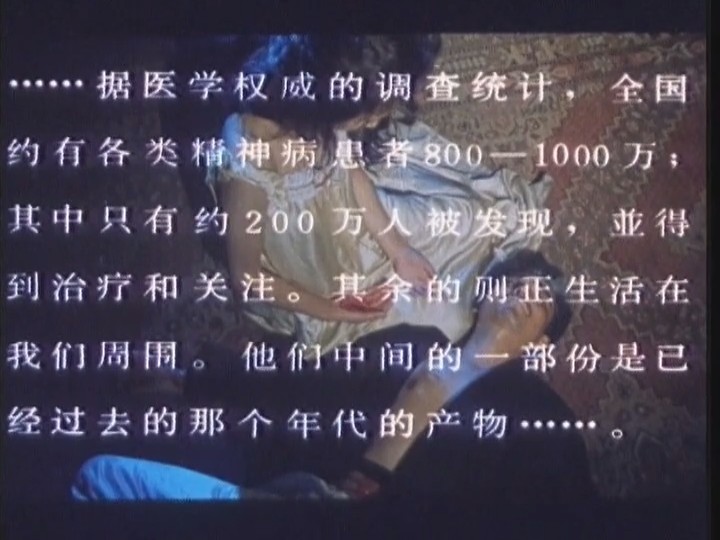 ……据医学权威的调查统计，全国
约有各类精神病患者800—1000万；
其中只有约200万人被发现，並得
到治疗和关注。其余的则正生活在
我们周围。他们中间的一部份是已
经过去的那个年代的产物……。